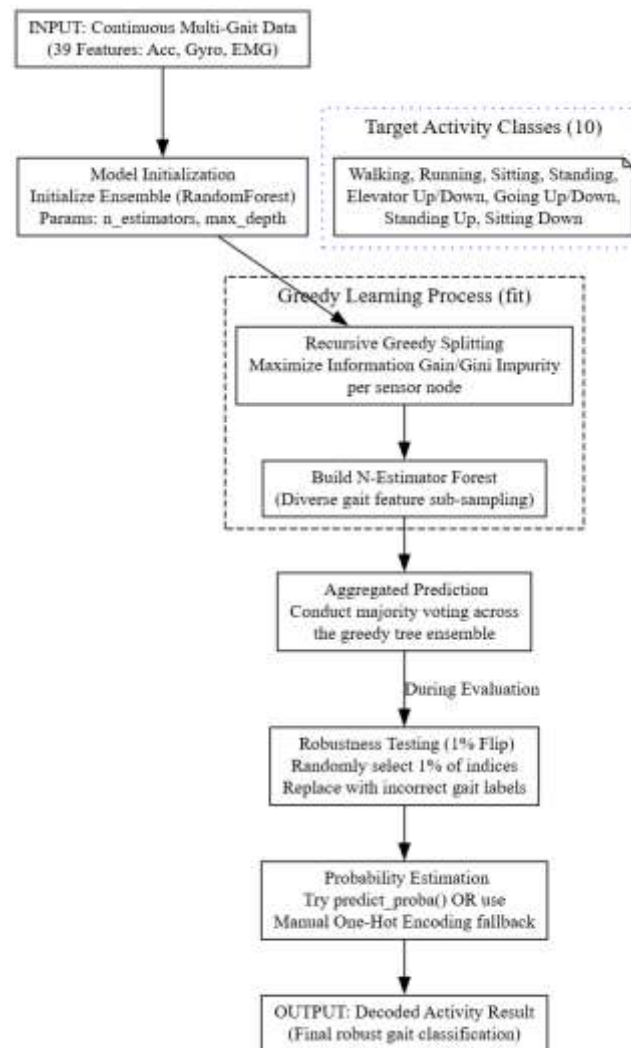 INPUT: Continuous Multi-Gait Data
(39 Features: Acc, Gyro, EMG)
Target Activity Classes (10)
Walking, Running, Sitting, Standing,
Elevator Up/Down, Going Up/Down,
Standing Up, Sitting Down
Model Initialization
Initialize Ensemble (RandomForest)
Params: n_estimators, max_depth
Greedy Learning Process (fit)
Recursive Greedy Splitting
Maximize Information Gain/Gini Impurity
per sensor node
Build N-Estimator Forest
(Diverse gait feature sub-sampling)
Aggregated Prediction
Conduct majority voting across
the greedy tree ensemble
During Evaluation
Robustness Testing (1% Flip)
Randomly select 1% of indices
Replace with incorrect gait labels
Probability Estimation
Try predict_proba() OR use
Manual One-Hot Encoding fallback
OUTPUT: Decoded Activity Result
(Final robust gait classification)